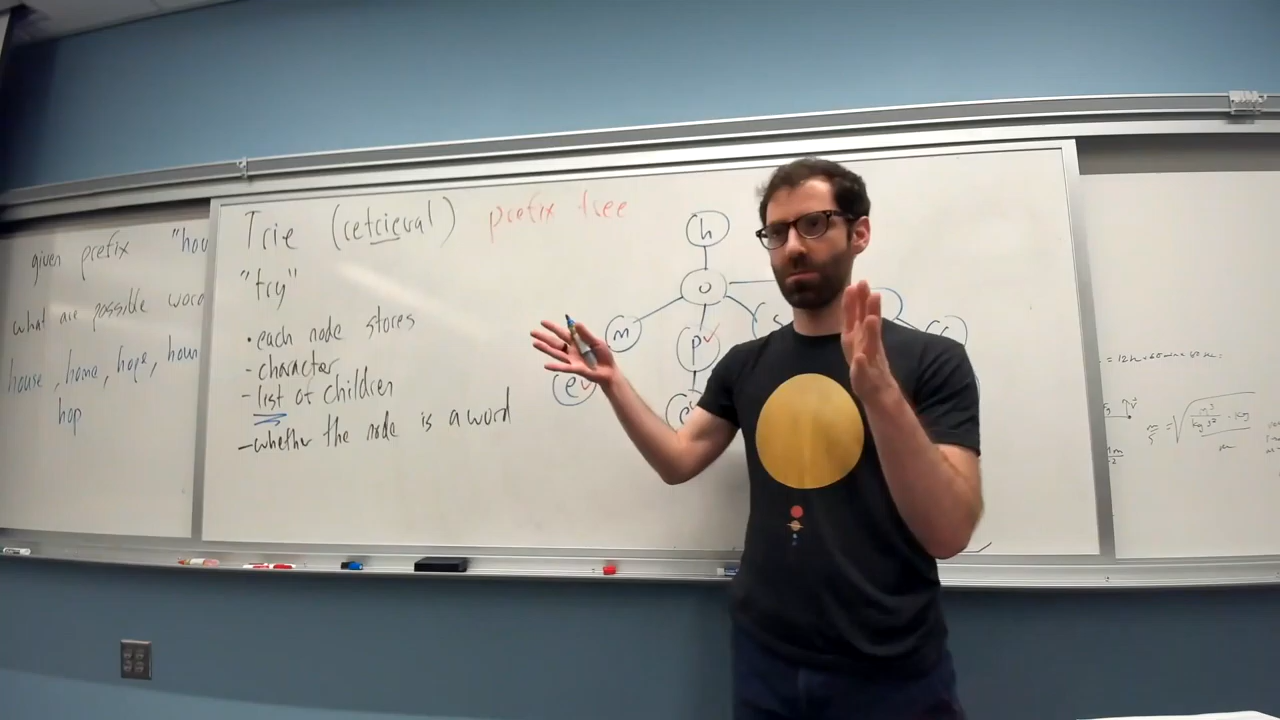 given prefix "hou
what are possible word
house, home, hope, houn
hop
Trie (retrieval) prefix tree
"try"
• each node stores
- character
- list of children
- whether the node is a word
h
o
m
p
s
e
e